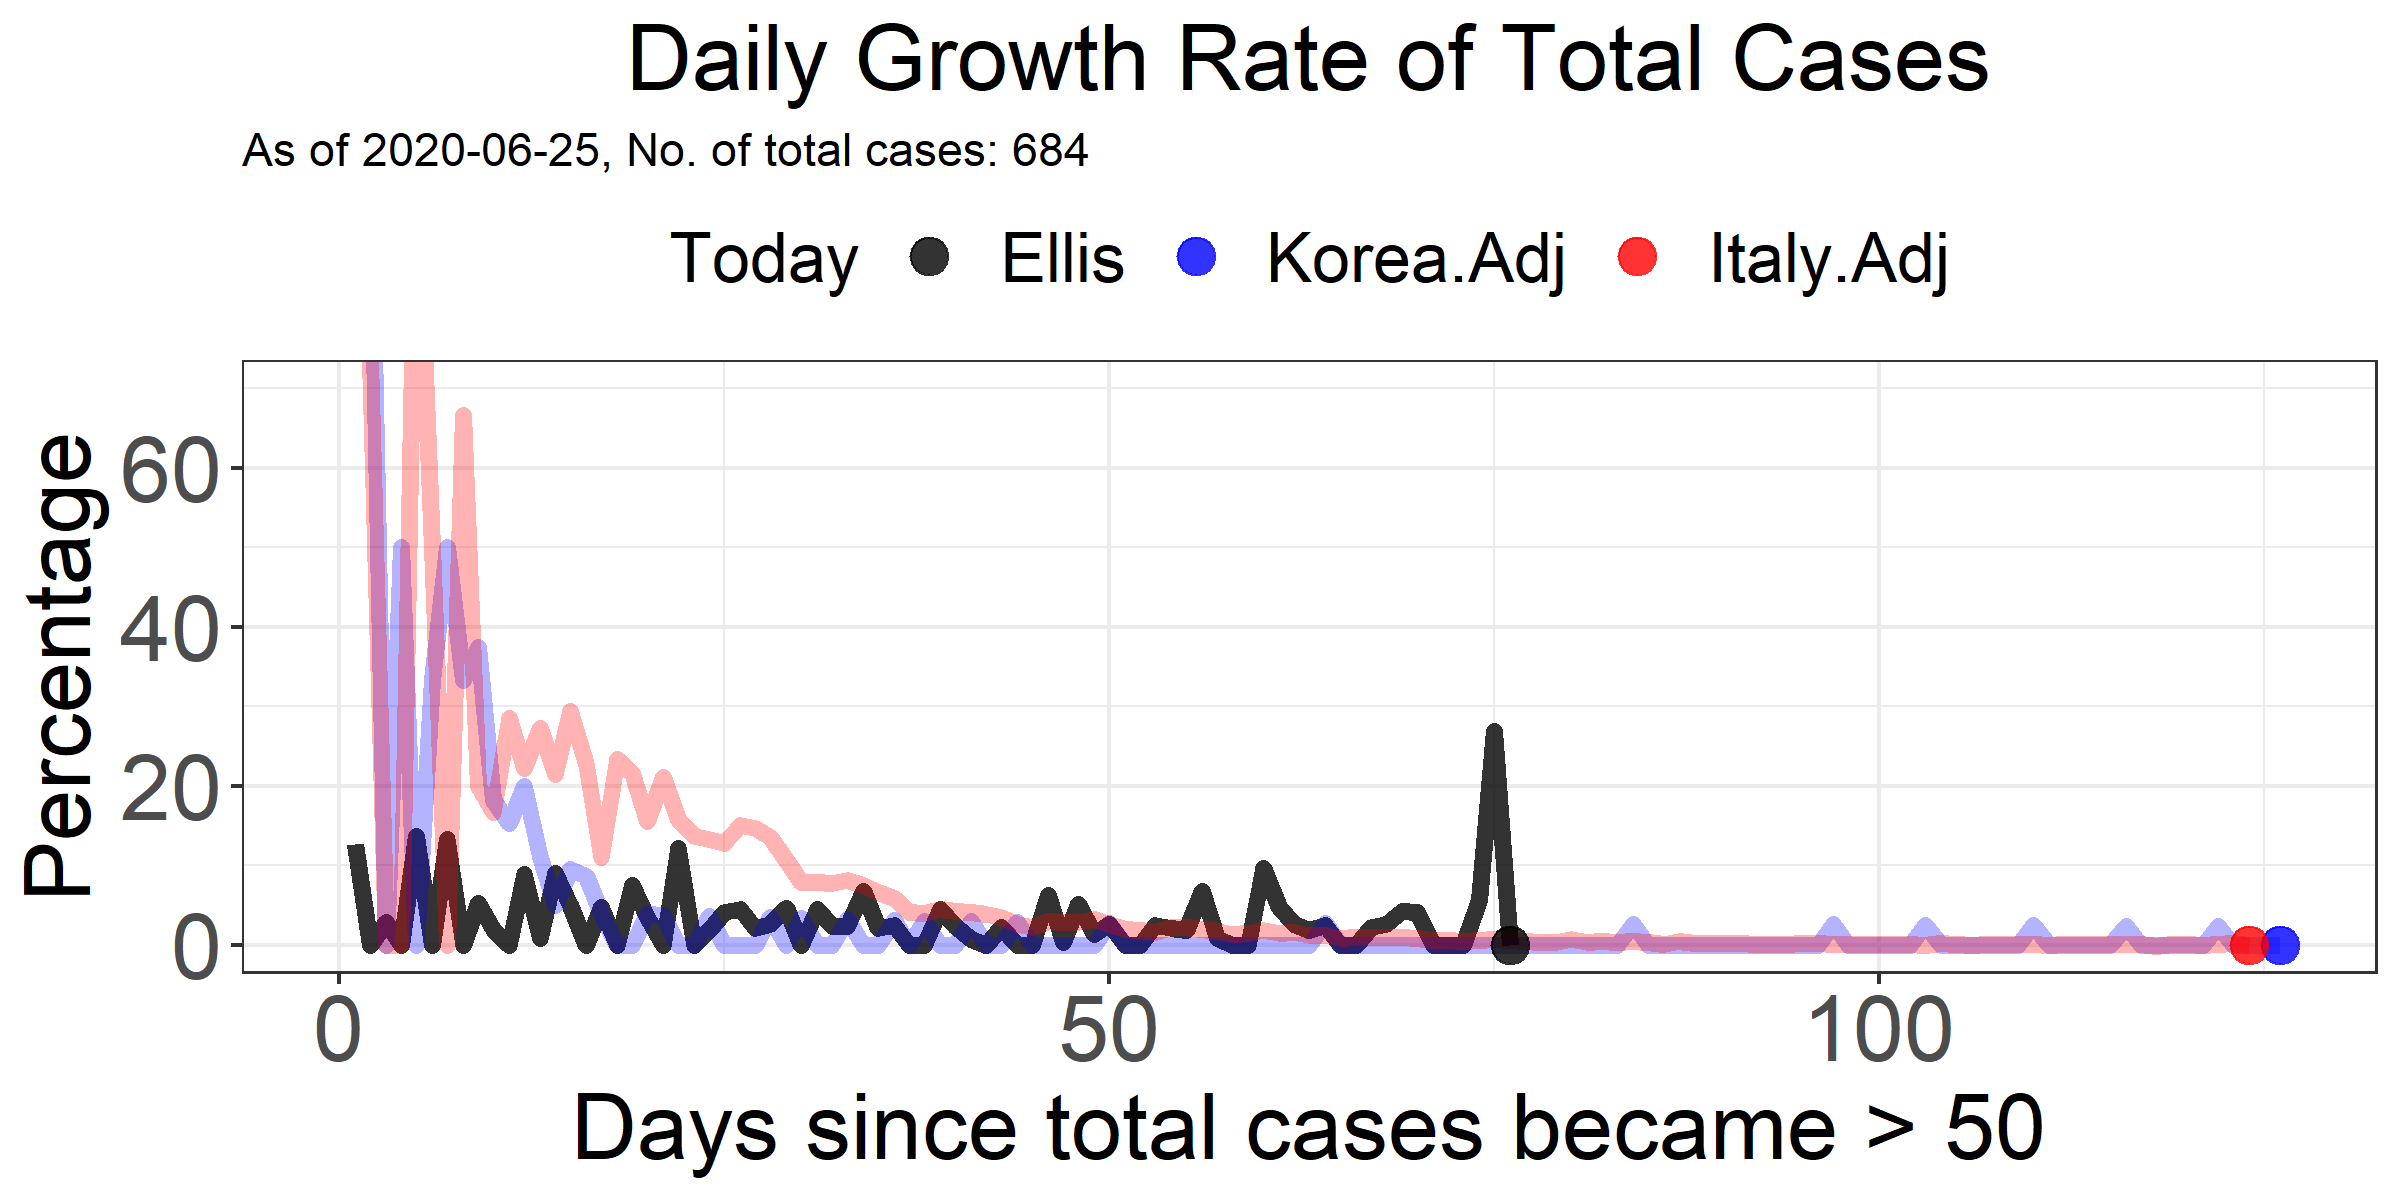 Daily Growth Rate of Total Cases
As of 2020-06-25, No. of total cases: 684
Today Ellis Korea.Adj Italy.Adj
Percentage
60
40
20
0
0 50 100
Days since total cases became > 50